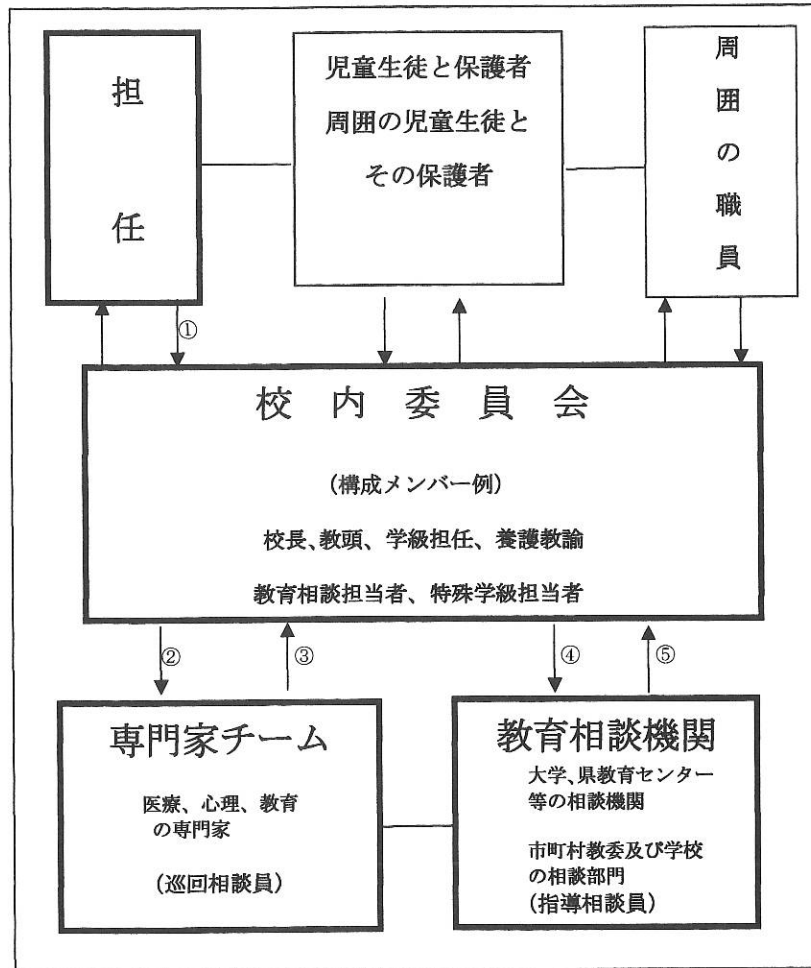 担任
児童生徒と保護者
周囲の児童生徒と
その保護者
周囲の職員
①
校内委員会
(構成メンバー例)
校長、教頭、学級担任、養護教諭
教育相談担当者、特殊学級担当者
②
③
④
⑤
専門家チーム
医療、心理、教育
の専門家
(巡回相談員)
教育相談機関
大学、県教育センター
等の相談機関
市町村教委及び学校
の相談部門
(指導相談員)